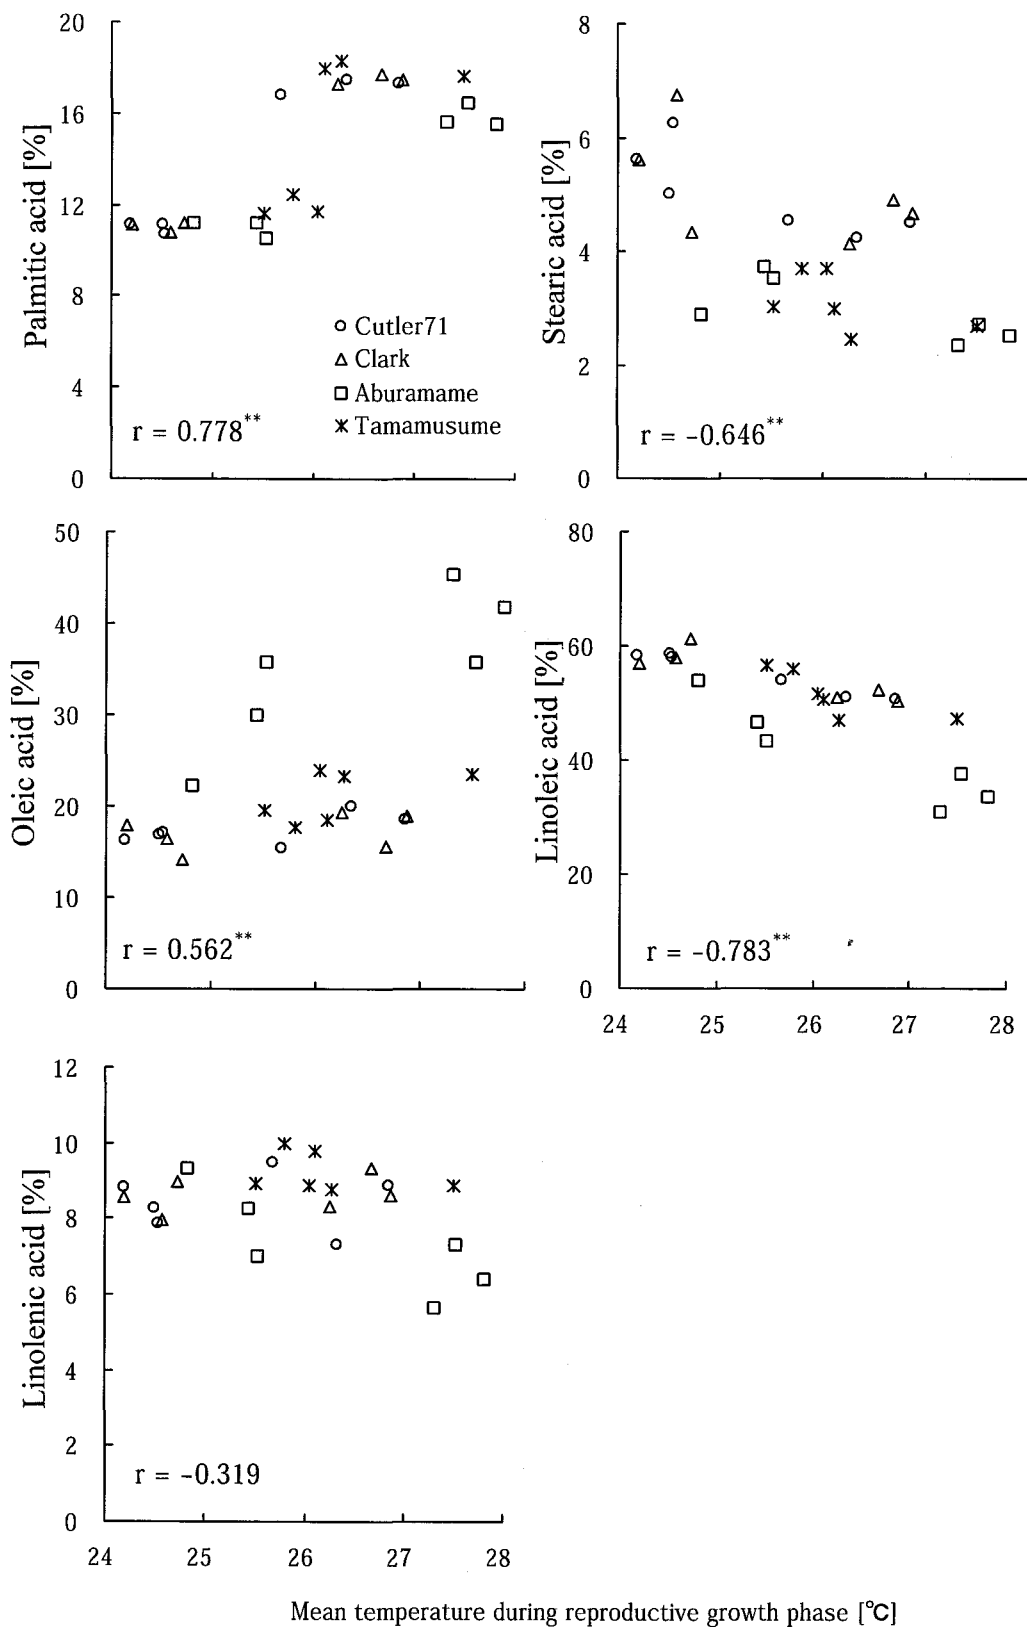 Palmitic acid [%]
20
16
12
8
4
0
○ Cutler71
△ Clark
□ Aburamame
* Tamamusume
r = 0.778**
Stearic acid [%]
8
6
4
2
0
r = -0.646**
Oleic acid [%]
50
40
30
20
10
0
r = 0.562**
Linoleic acid [%]
80
60
40
20
0
r = -0.783**
24 25 26 27 28
Linolenic acid [%]
12
10
8
6
4
2
0
r = -0.319
24 25 26 27 28
Mean temperature during reproductive growth phase [℃]